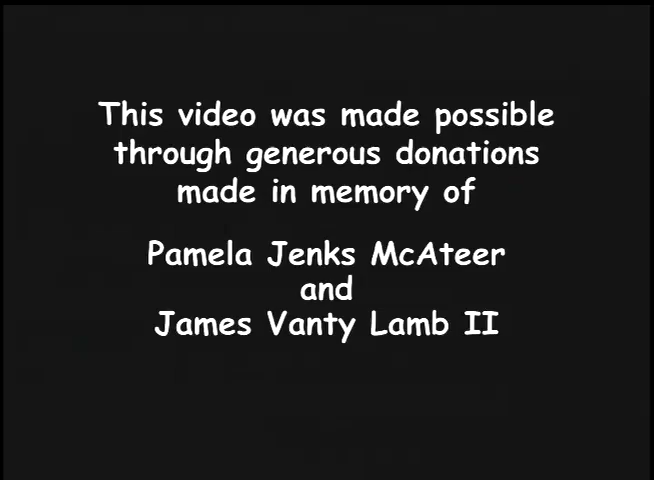 This video was made possible
through generous donations
made in memory of
Pamela Jenks McAteer
and
James Vanty Lamb II